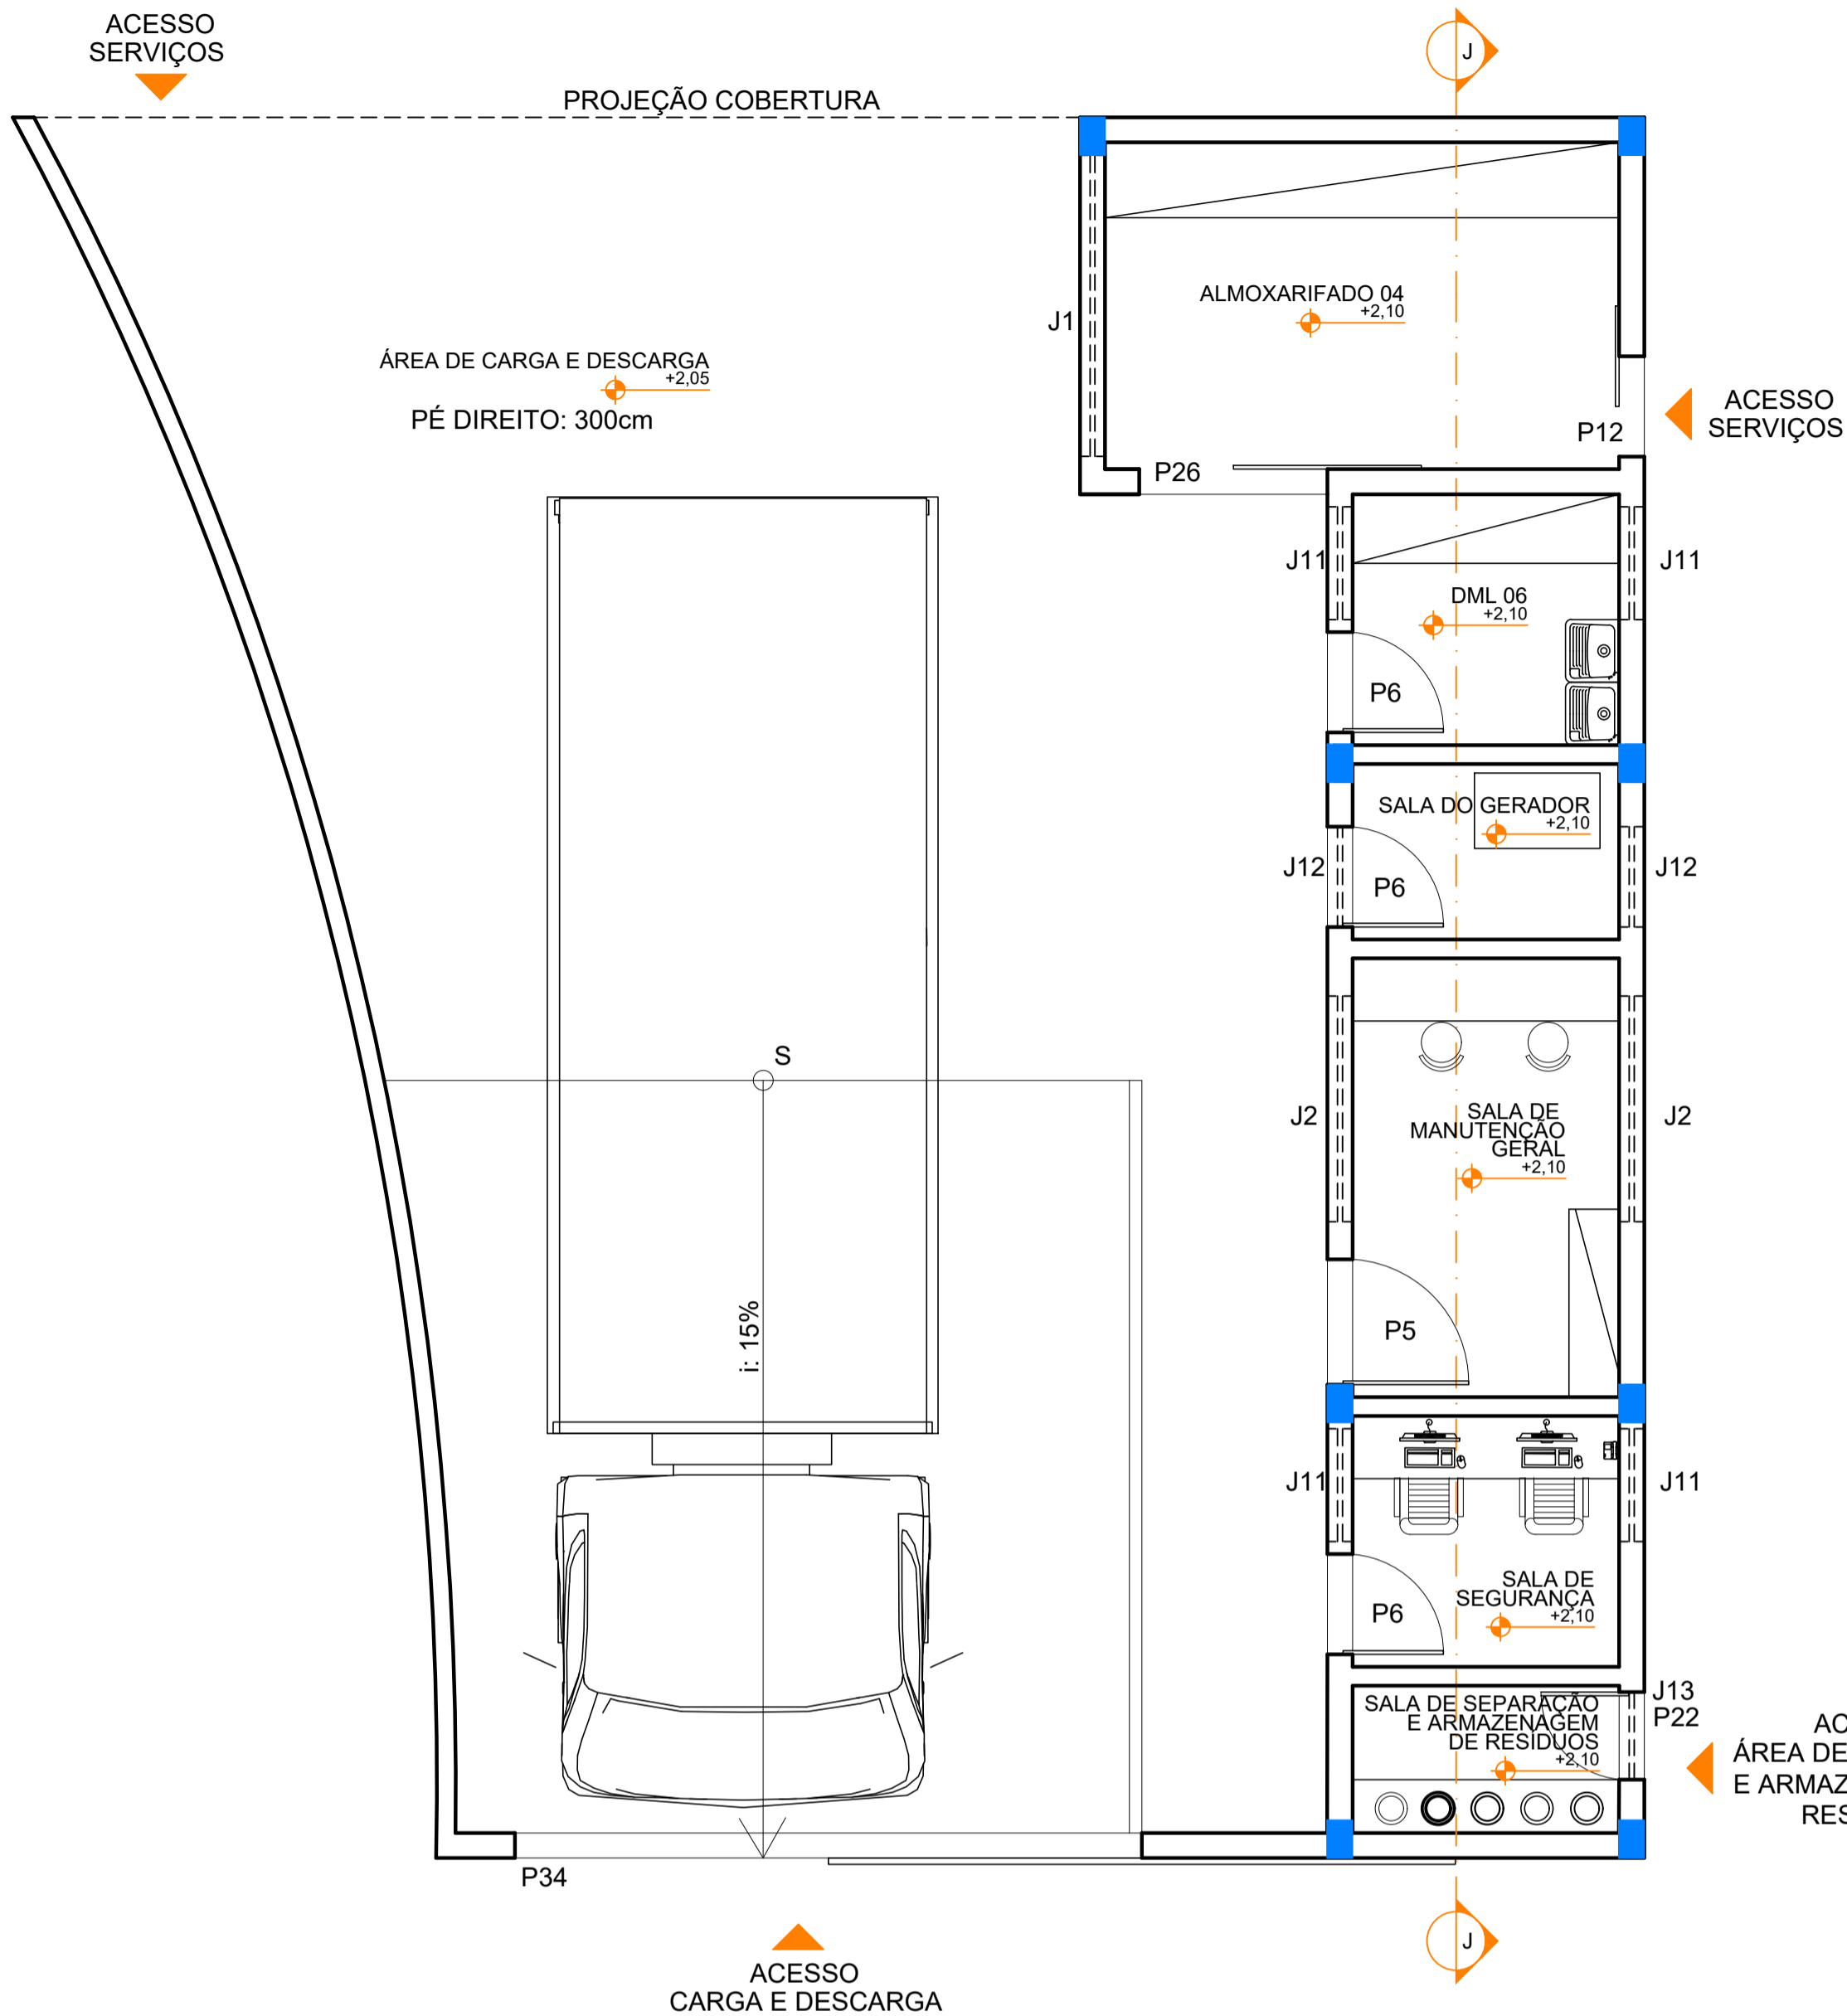 ACESSO
SERVIÇOS
J
PROJEÇÃO COBERTURA
ALMOXARIFADO 04
+2,10
J1
ÁREA DE CARGA E DESCARGA
+2,05
PÉ DIREITO: 300cm
ACESSO
SERVIÇOS
P12
P26
J11
J11
DML 06
+2,10
P6
SALA DO GERADOR
+2,10
J12
J12
P6
S
J2
J2
SALA DE
MANUTENÇÃO
GERAL
+2,10
i: 15%
P5
J11
J11
SALA DE
SEGURANÇA
+2,10
P6
J13
P22
SALA DE SEPARAÇÃO
E ARMAZENAGEM
DE RESÍDUOS
+2,10
AC
ÁREA DE
E ARMAZ
RES
P34
J
ACESSO
CARGA E DESCARGA